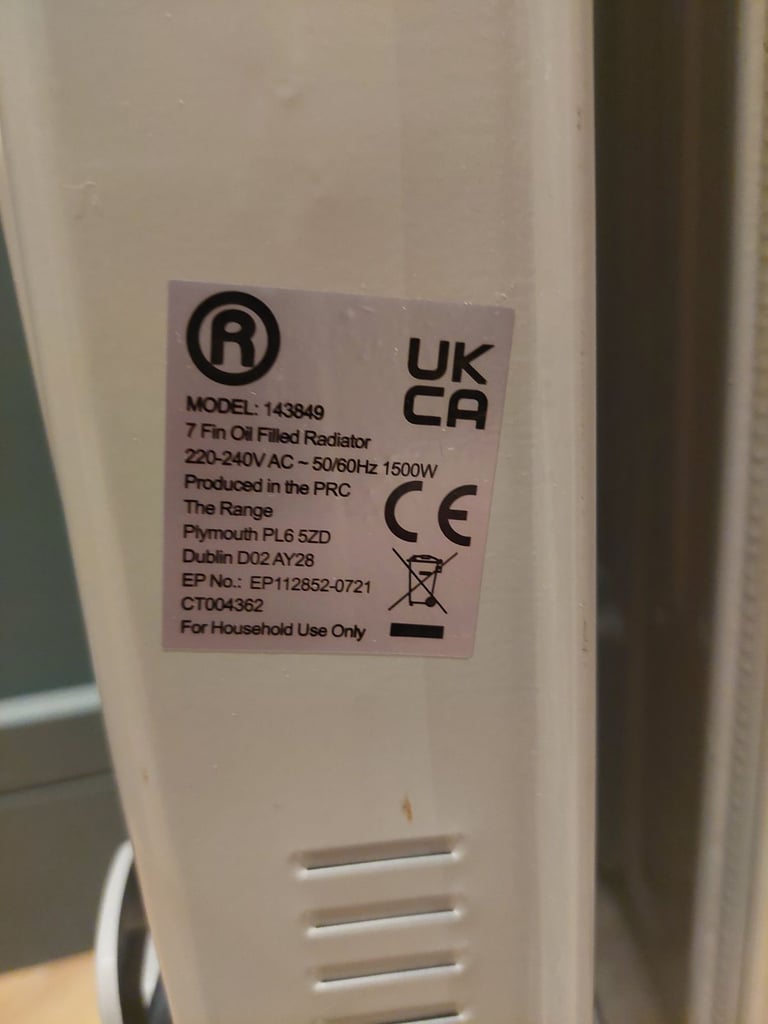 R
UK
CA
MODEL: 143849
7 Fin Oil Filled Radiator
220-240V AC ~ 50/60Hz 1500W
Produced in the PRC
CE
The Range
Plymouth PL6 5ZD
Dublin D02 AY28
EP No.: EP112852-0721
CT004362
For Household Use Only